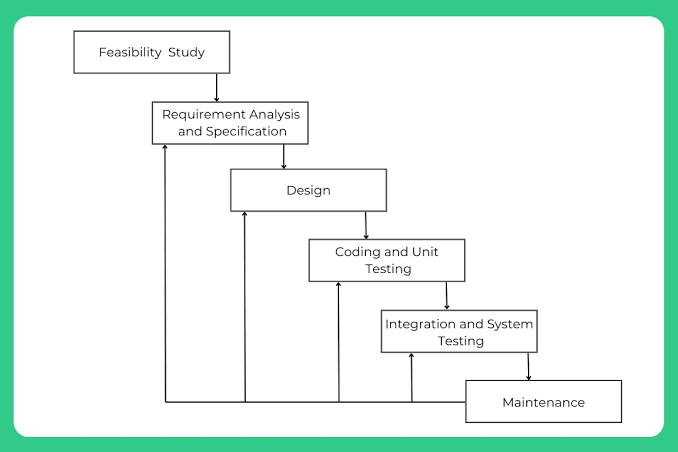 Feasibility Study
Requirement Analysis
and Specification
Design
Coding and Unit
Testing
Integration and System
Testing
Maintenance